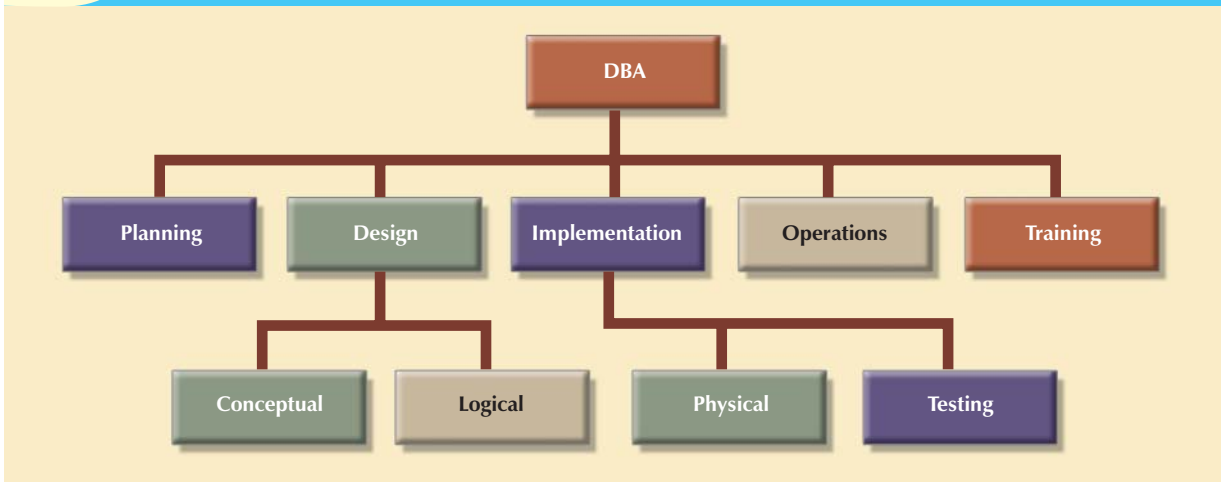 DBA
Planning
Design
Implementation
Operations
Training
Conceptual
Logical
Physical
Testing